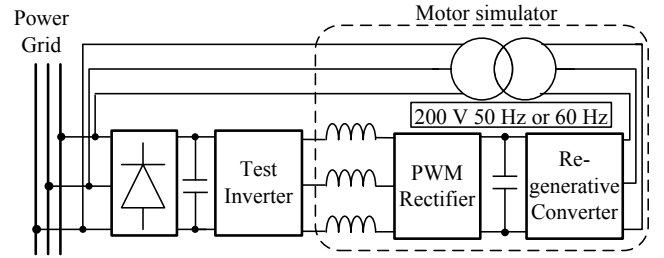 Power
Grid
Motor simulator
200 V 50 Hz or 60 Hz
Test
Inverter
PWM
Rectifier
Re-
generative
Converter